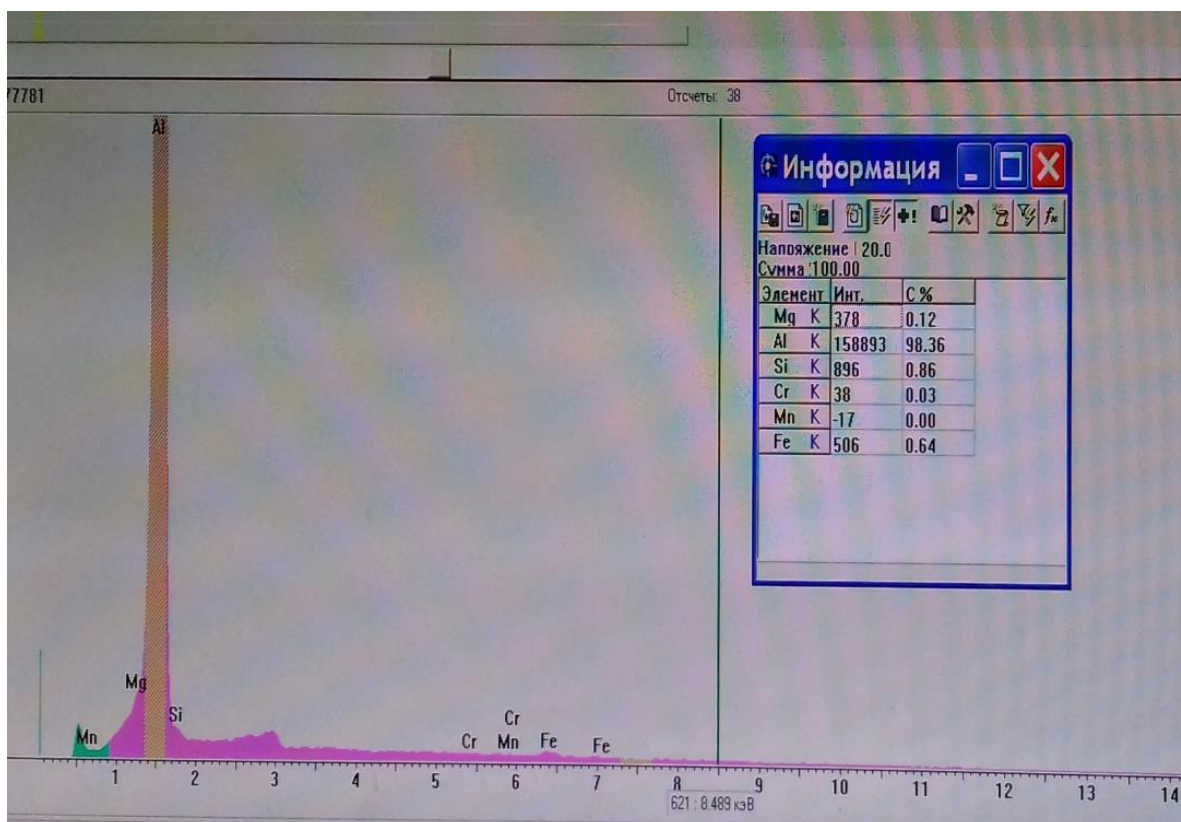 77781
Отсчеты: 38
Al
Mg
Si
Mn
Cr
Cr
Mn
Fe
Fe
1 2 3 4 5 6 7 8 9 10 11 12 13 14
621 : 8.489 кэВ
Информация
Напряжение 20.0
Сумма 100.00
Элемент Инт. C %
Mg K 378 0.12
Al K 158893 98.36
Si K 896 0.86
Cr K 38 0.03
Mn K -17 0.00
Fe K 506 0.64